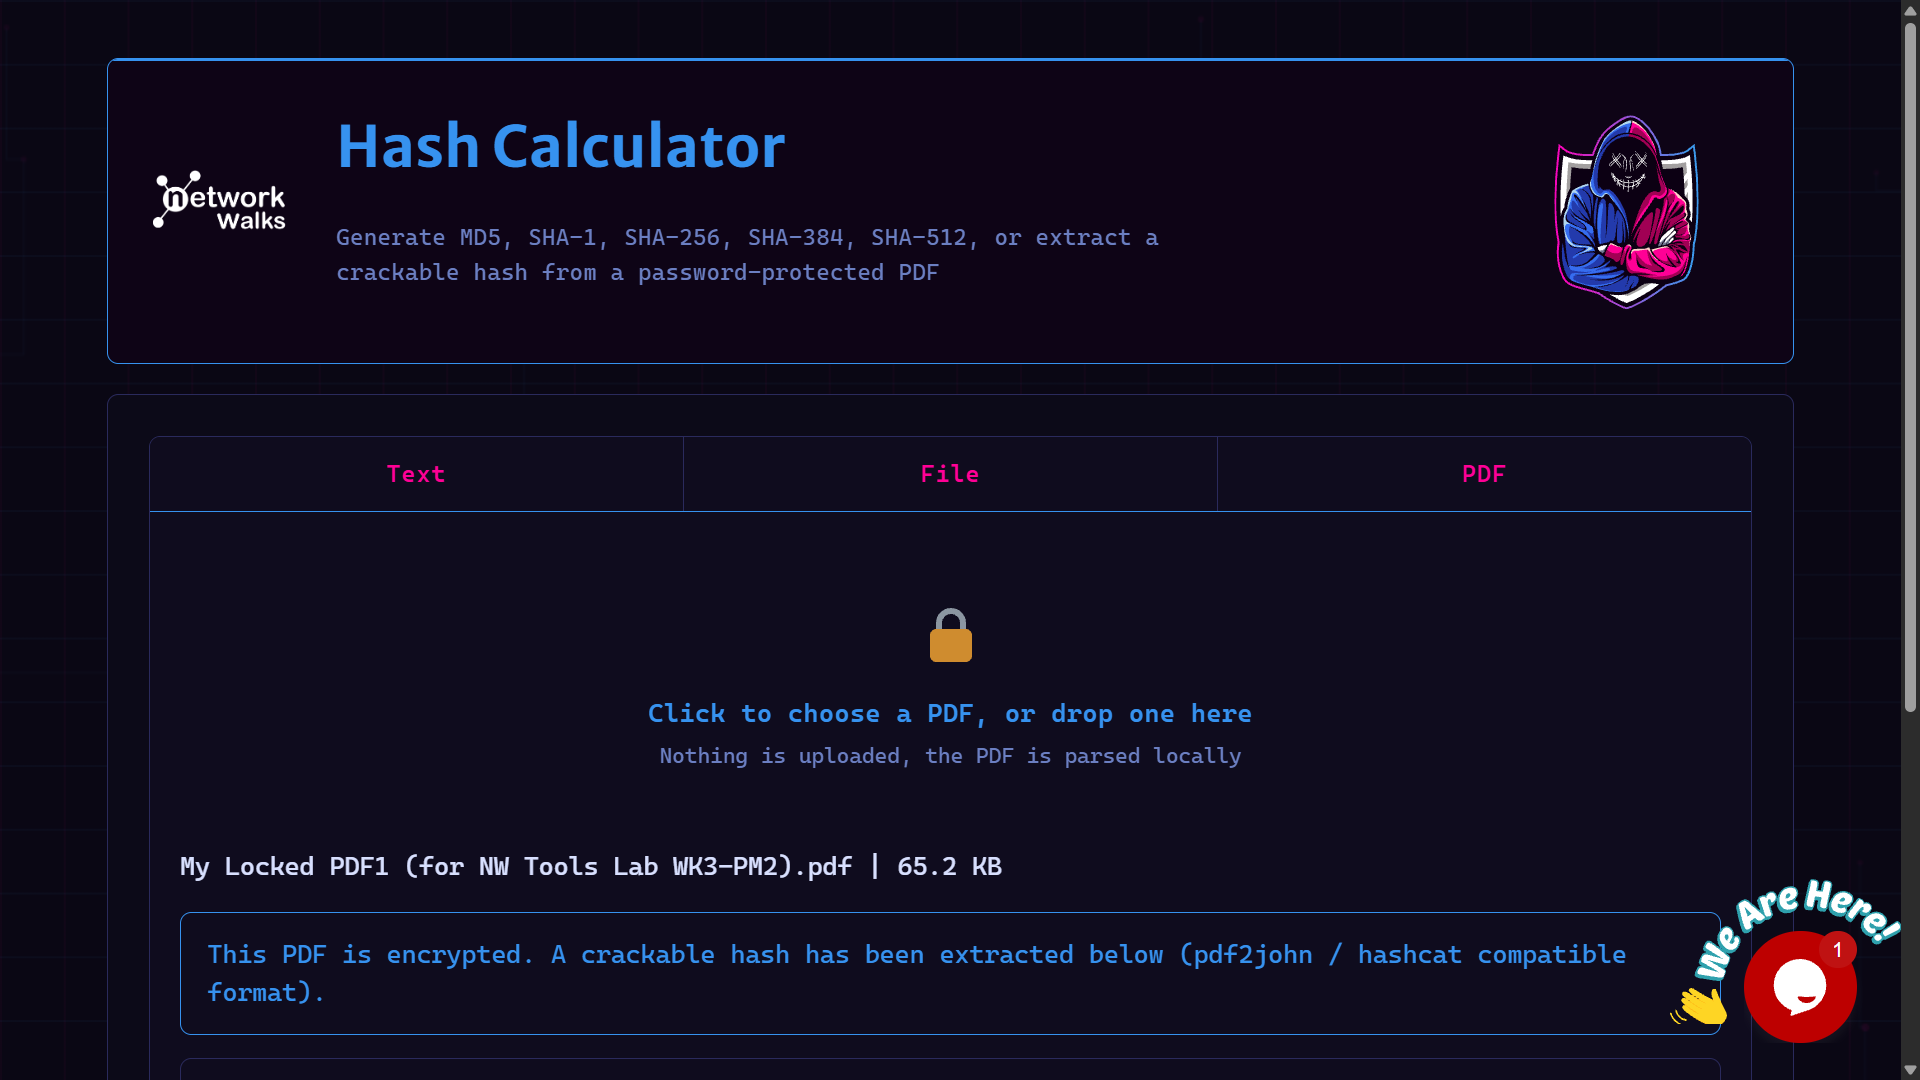 network
Walks
Hash Calculator
Generate MD5, SHA-1, SHA-256, SHA-384, SHA-512, or extract a
crackable hash from a password-protected PDF
Text
File
PDF
Click to choose a PDF, or drop one here
Nothing is uploaded, the PDF is parsed locally
My Locked PDF1 (for NW Tools Lab WK3-PM2).pdf | 65.2 KB
This PDF is encrypted. A crackable hash has been extracted below (pdf2john / hashcat compatible
format).
We Are Here!
1